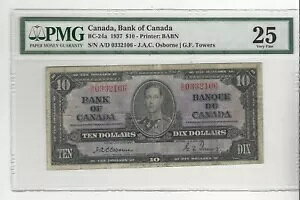 PMG
PAPER MONEY GUARANTY
Canada, Bank of Canada
BC-24a 1937 $10 - Printer: BABN
S/N A/D 0332106 - J.A.C. Osborne | G.F. Towers
25
Very Fine
10
10
BANK OF CANADA
BANQUE DU CANADA
TEN DOLLARS
DIX DOLLARS
TEN
10
DIX